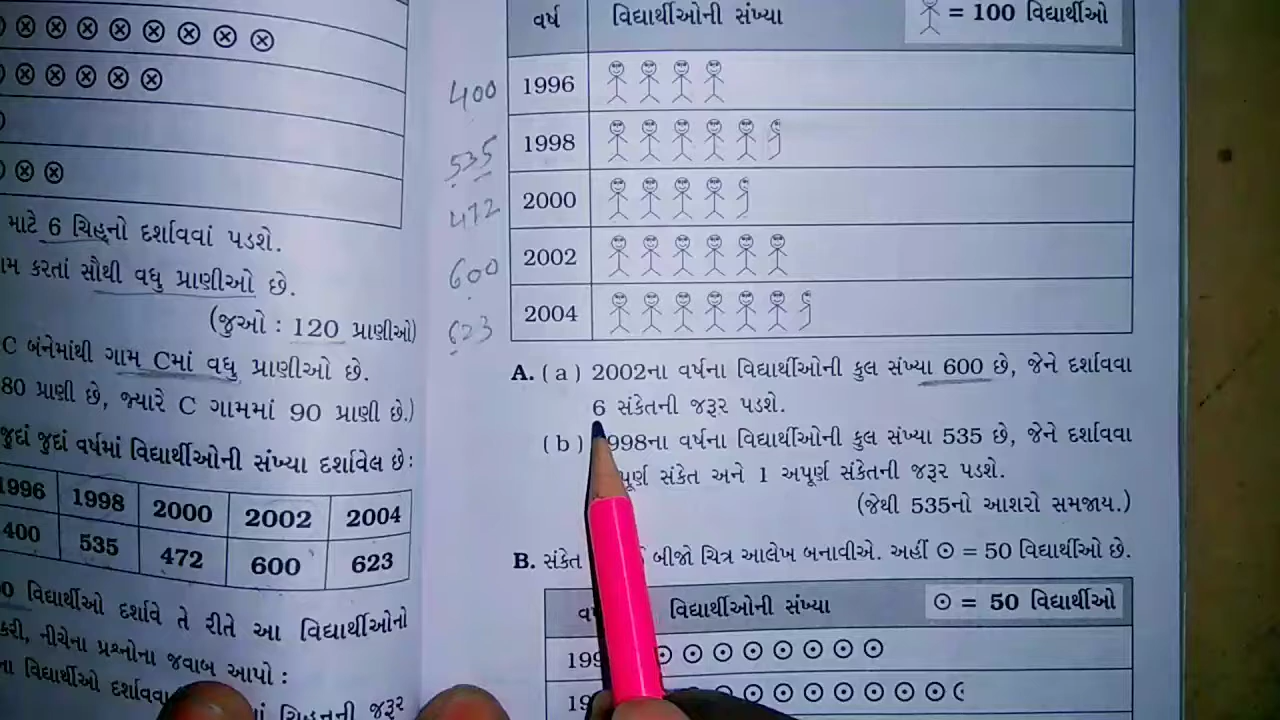 માટે 6 ચિહ્નો દર્શાવવાં પડશે.
કરતાં સૌથી વધુ પ્રાણીઓ છે.
(જુઓ : 120 પ્રાણીઓ)
C બંનેમાંથી ગામ Cમાં વધુ પ્રાણીઓ છે.
80 પ્રાણી છે, જ્યારે C ગામમાં 90 પ્રાણી છે.)
જુદાં જુદાં વર્ષમાં વિદ્યાર્થીઓની સંખ્યા દર્શાવેલ છે:
1996 1998 2000 2002 2004
400 535 472 600 623
વિદ્યાર્થીઓ દર્શાવે તે રીતે આ વિદ્યાર્થીઓનો
કરી, નીચેના પ્રશ્નોના જવાબ આપો :
વિદ્યાર્થીઓ
ચિહ્નની જરૂર
વર્ષ વિદ્યાર્થીઓની સંખ્યા = 100 વિદ્યાર્થીઓ
400 1996
535 1998
472 2000
600 2002
623 2004
A. (a) 2002ના વર્ષના વિદ્યાર્થીઓની કુલ સંખ્યા 600 છે, જેને દર્શાવવા
6 સંકેતની જરૂર પડશે.
(b) 998ના વર્ષના વિદ્યાર્થીઓની કુલ સંખ્યા 535 છે, જેને દર્શાવવા
પૂર્ણ સંકેત અને 1 અપૂર્ણ સંકેતની જરૂર પડશે.
(જેથી 535નો આશરો સમજાય.)
B. સંકેત બીજો ચિત્ર આલેખ બનાવીએ. અહીં ⊙ = 50 વિદ્યાર્થીઓ છે.
વિદ્યાર્થીઓની સંખ્યા ⊙ = 50 વિદ્યાર્થીઓ